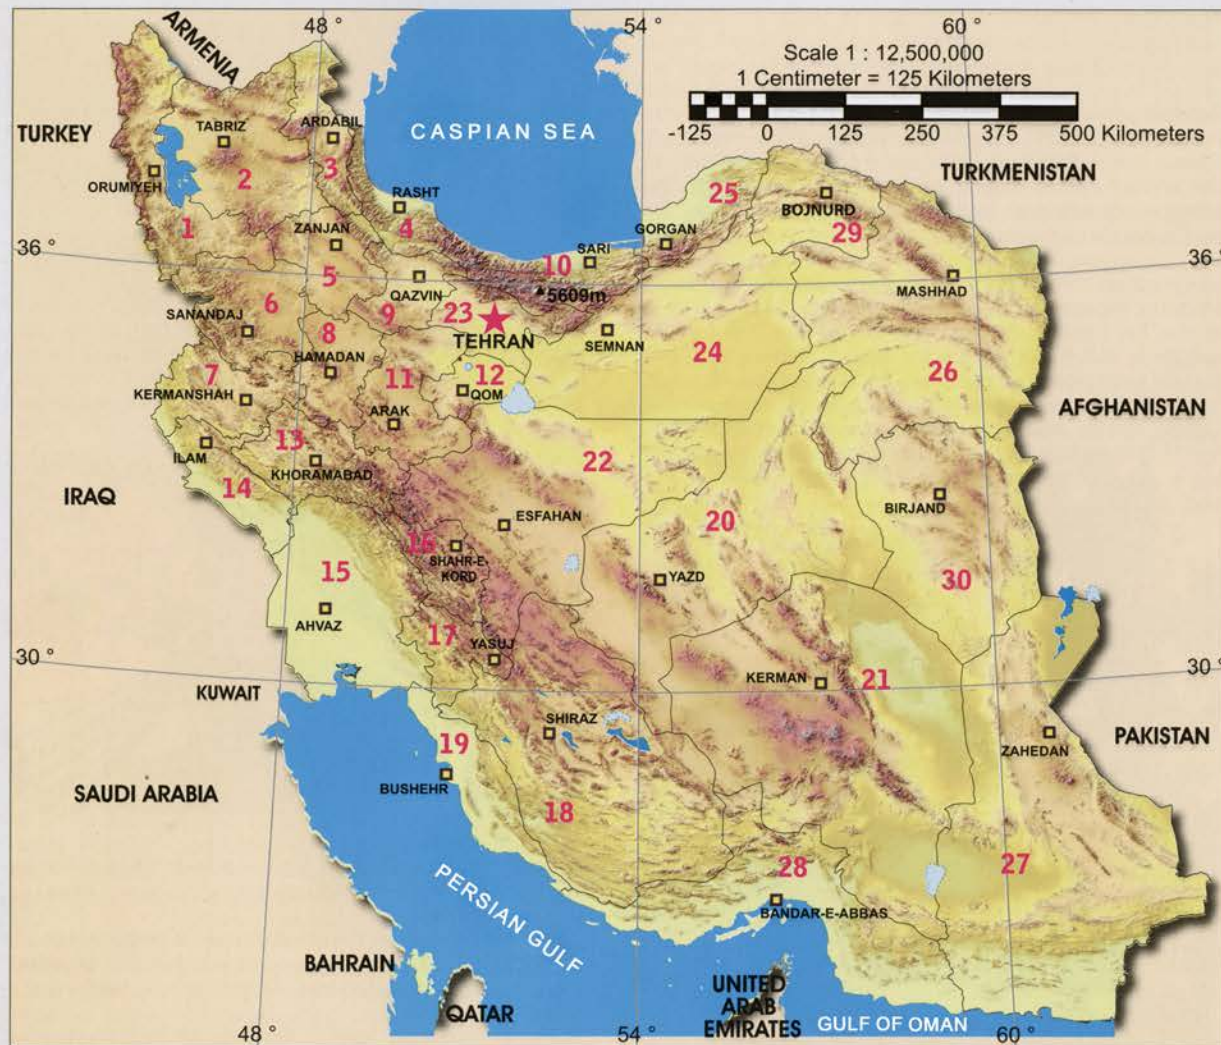 48 °
54 °
60 °
ARMENIA
Scale 1 : 12,500,000
1 Centimeter = 125 Kilometers
-125 0 125 250 375 500 Kilometers
TURKEY
TABRIZ
ARDABIL
CASPIAN SEA
TURKMENISTAN
ORUMIYEH
2
3
RASHT
25
BOJNURD
1
ZANJAN
4
GORGAN
29
36 °
36 °
SARI
10
5
QAZVIN
MASHHAD
5609m
6
9
23
SANANDAJ
8
TEHRAN
SEMNAN
24
HAMADAN
7
11
12
26
KERMANSHAH
QOM
ARAK
AFGHANISTAN
ILAM
13
22
KHORAMABAD
14
IRAQ
BIRJAND
ESFAHAN
20
16
SHAHR-E-
KORD
15
YAZD
30
AHVAZ
17
YASUJ
30 °
30 °
KUWAIT
KERMAN
21
SHIRAZ
19
ZAHEDAN
PAKISTAN
BUSHEHR
SAUDI ARABIA
18
28
27
BANDAR-E-ABBAS
PERSIAN GULF
BAHRAIN
QATAR
UNITED
ARAB
EMIRATES
GULF OF OMAN
48 °
54 °
60 °